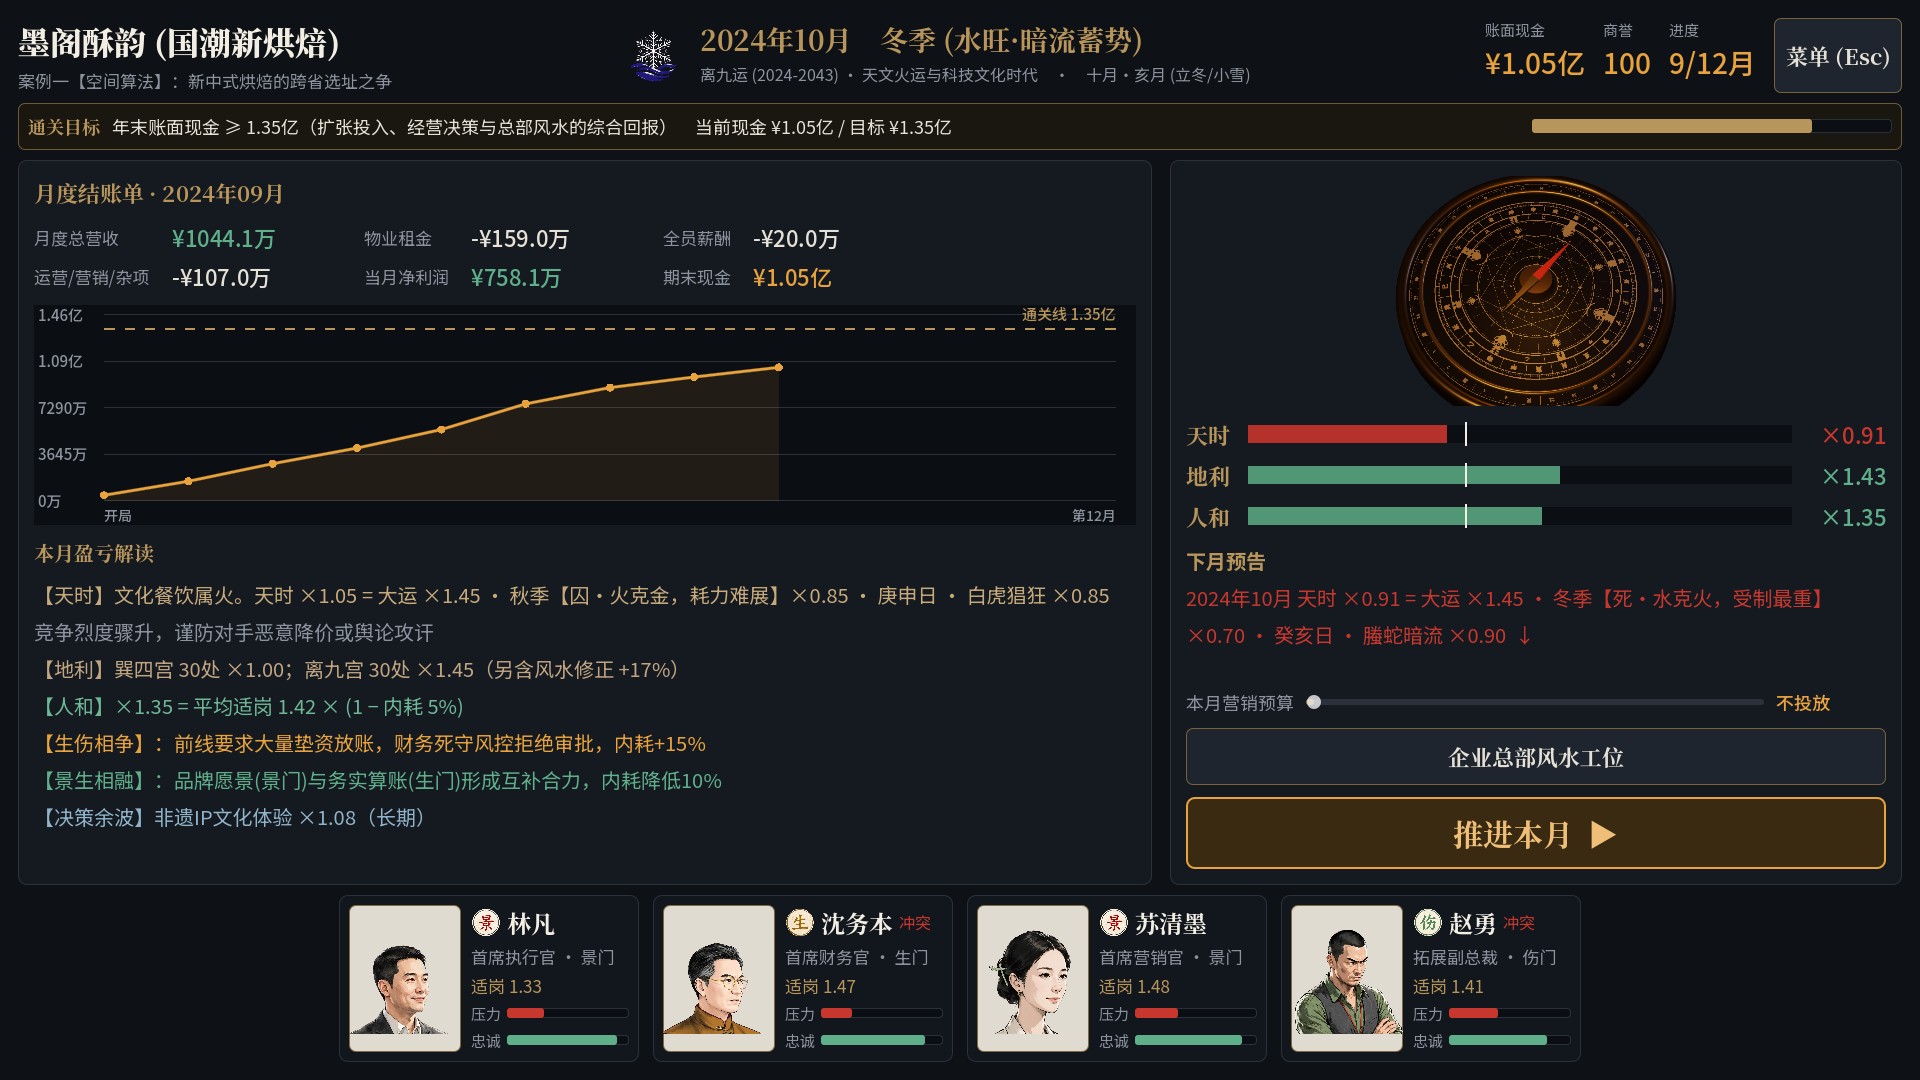 墨阁酥韵 (国潮新烘焙)
案例一【空间算法】：新中式烘焙的跨省选址之争
2024年10月 冬季 (水旺·暗流蓄势)
离九运 (2024-2043) · 天文火运与科技文化时代 · 十月·亥月 (立冬/小雪)
账面现金 商誉 进度
¥1.05亿 100 9/12月
菜单 (Esc)
通关目标 年末账面现金 ≥ 1.35亿（扩张投入、经营决策与总部风水的综合回报） 当前现金 ¥1.05亿 / 目标 ¥1.35亿
月度结账单 · 2024年09月
月度总营收 ¥1044.1万 物业租金 -¥159.0万 全员薪酬 -¥20.0万
运营/营销/杂项 -¥107.0万 当月净利润 ¥758.1万 期末现金 ¥1.05亿
1.46亿
通关线 1.35亿
1.09亿
7290万
3645万
0万
开局 第12月
本月盈亏解读
【天时】文化餐饮属火。天时 ×1.05 = 大运 ×1.45 · 秋季【囚·火克金，耗力难展】×0.85 · 庚申日 · 白虎猖狂 ×0.85
竞争烈度骤升，谨防对手恶意降价或舆论攻讦
【地利】巽四宫 30处 ×1.00；离九宫 30处 ×1.45（另含风水修正 +17%）
【人和】×1.35 = 平均适岗 1.42 × (1 − 内耗 5%)
【生伤相争】：前线要求大量垫资放账，财务死守风控拒绝审批，内耗+15%
【景生相融】：品牌愿景(景门)与务实算账(生门)形成互补合力，内耗降低10%
【决策余波】非遗IP文化体验 ×1.08（长期）
天时 ×0.91
地利 ×1.43
人和 ×1.35
下月预告
2024年10月 天时 ×0.91 = 大运 ×1.45 · 冬季【死·水克火，受制最重】
×0.70 · 癸亥日 · 螣蛇暗流 ×0.90 ↓
本月营销预算 不投放
企业总部风水工位
推进本月 ▶
景 林凡
首席执行官 · 景门
适岗 1.33
压力
忠诚
生 沈务本 冲突
首席财务官 · 生门
适岗 1.47
压力
忠诚
景 苏清墨
首席营销官 · 景门
适岗 1.48
压力
忠诚
伤 赵勇 冲突
拓展副总裁 · 伤门
适岗 1.41
压力
忠诚